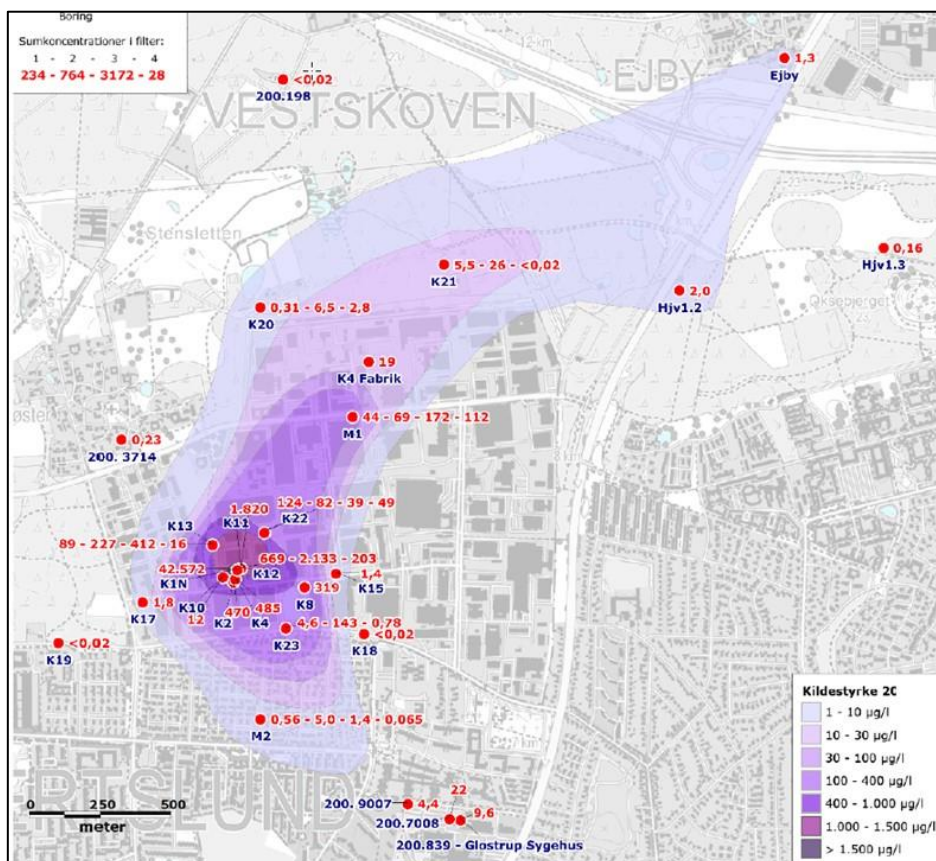 Boring
Sumkoncentrationer i filter:
1 - 2 - 3 - 4
234 - 764 - 3172 - 28
<0,02
200.198
VESTSKOVEN
12 km
EJBY
1,3
Ejby
Stensletten
5,5 - 26 - <0,02
K21
0,16
Hjv1.3
2,0
Hjv1.2
Oksebjerget
0,31 - 6,5 - 2,8
K20
19
K4 Fabrik
44 - 69 - 172 - 112
M1
øster
0,23
200. 3714
124 - 82 - 39 - 49
1.820
K11
K22
K13
89 - 227 - 412 - 16
669 - 2.133 - 203
42.572
K12
K1N
1,4
K15
319
K8
K10
1,8
K17
12
470
485
K2
K4
4,6 - 143 - 0,78
K23
<0,02
K18
<0,02
K19
0,56 - 5,0 - 1,4 - 0,065
M2
RTSLUND
0
250
500
meter
22
200. 9007
4,4
9,6
200.7008
200.839 - Glostrup Sygehus
Kildestyrke 20
1 - 10 µg/l
10 - 30 µg/l
30 - 100 µg/l
100 - 400 µg/l
400 - 1.000 µg/l
1.000 - 1.500 µg/l
> 1.500 µg/l